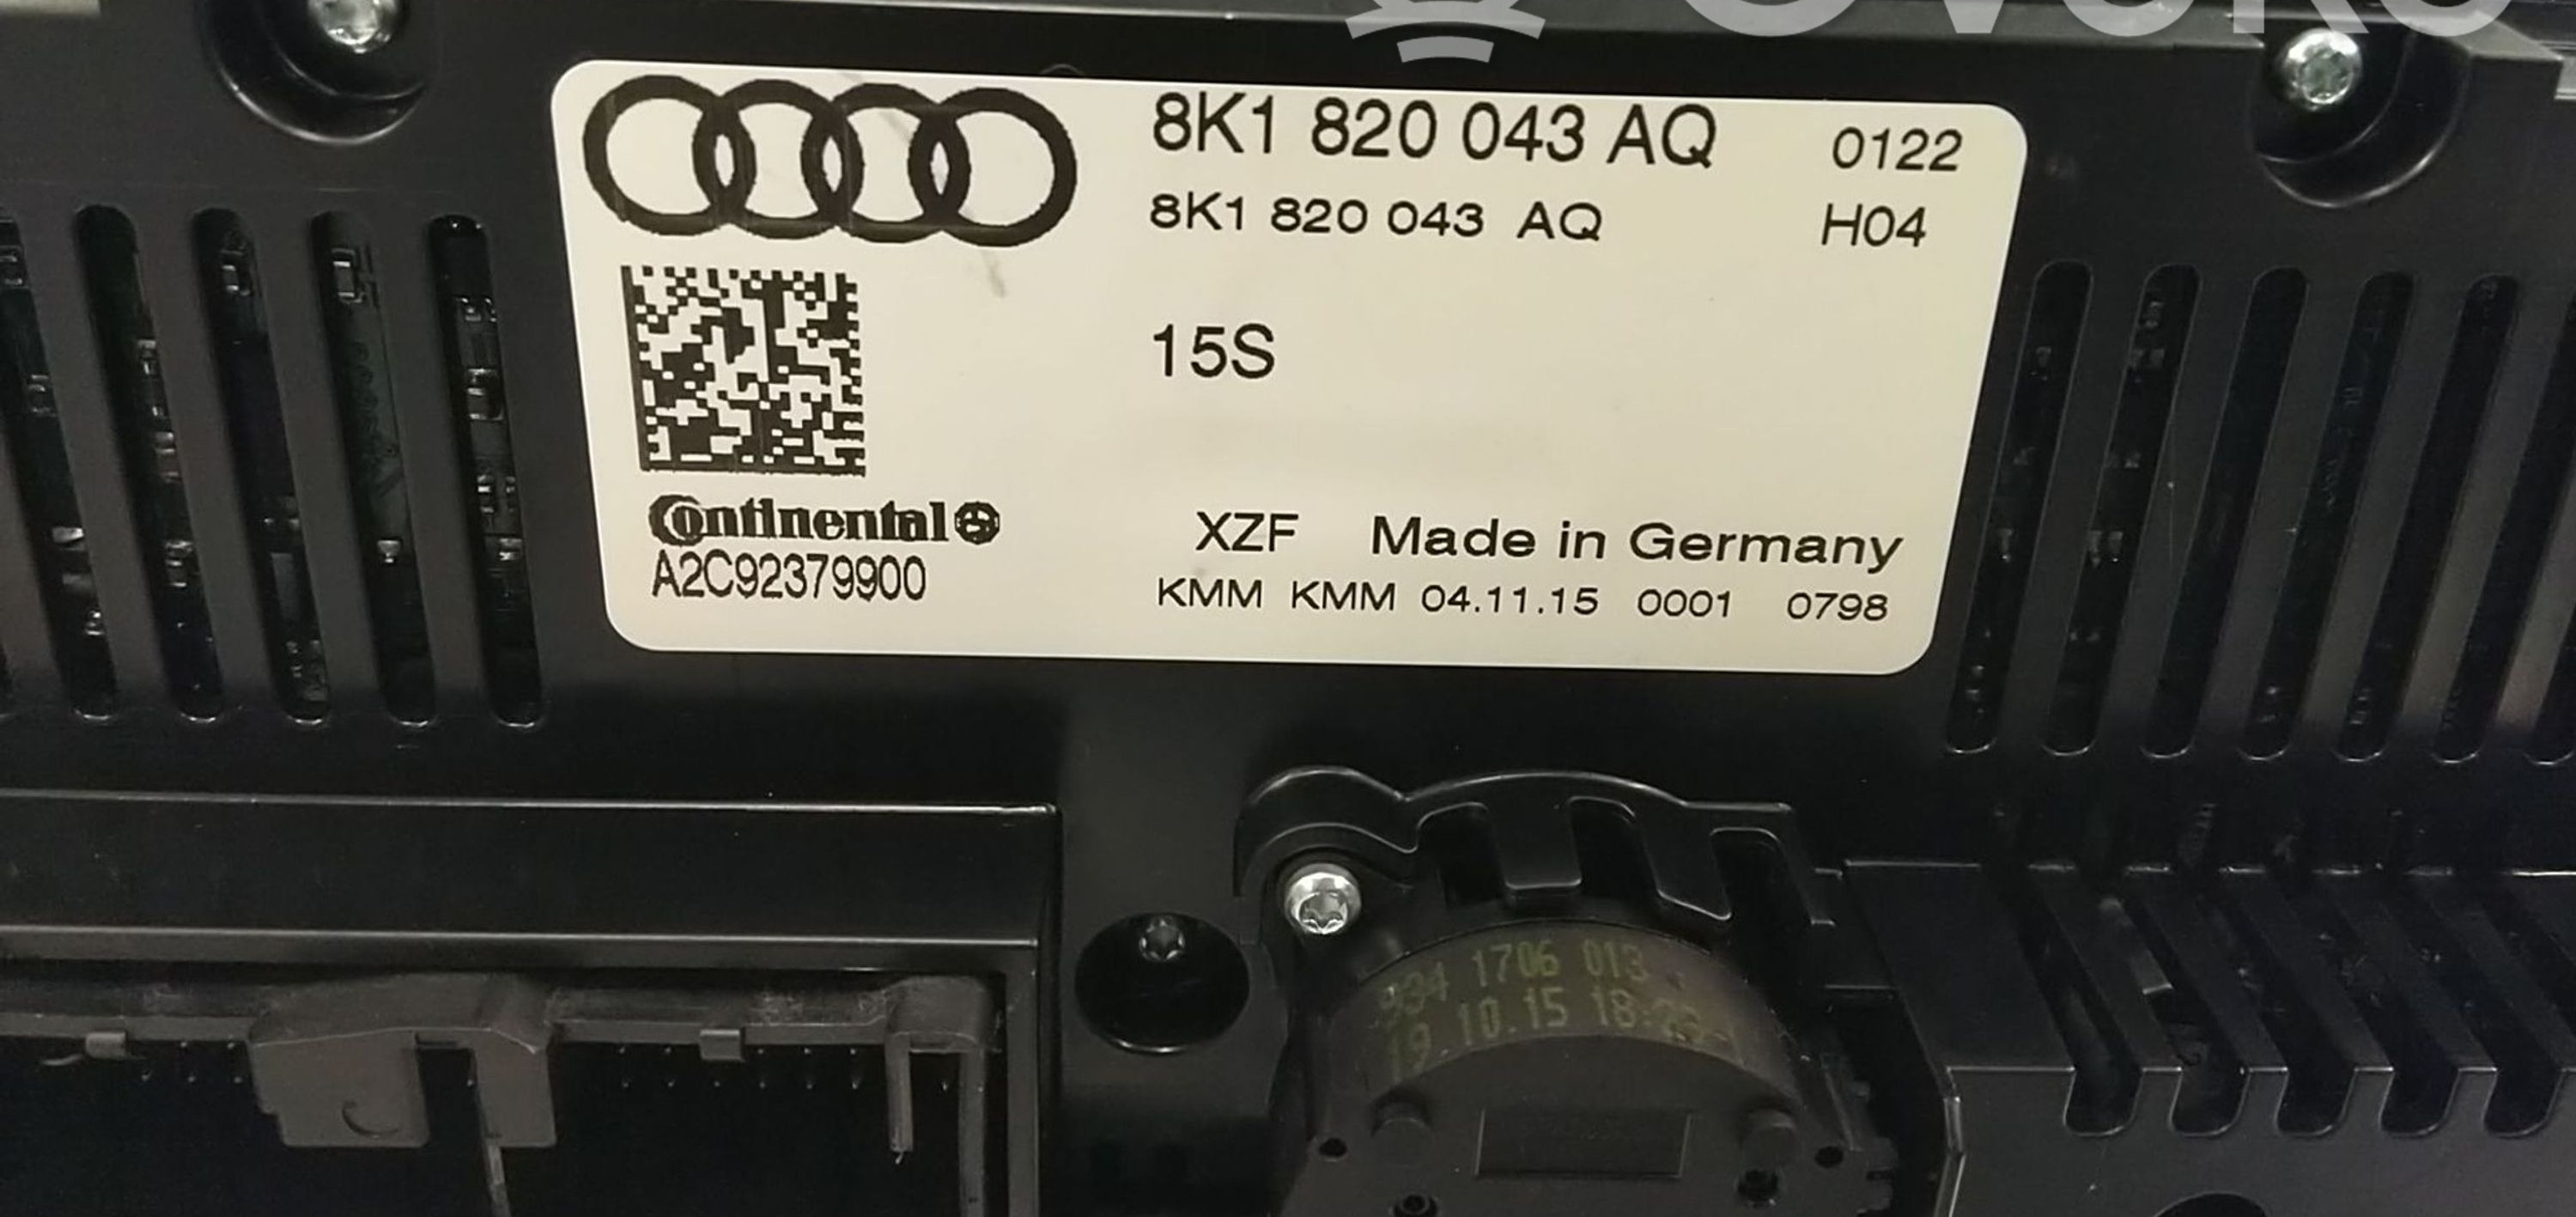 8K1 820 043 AQ 0122
8K1 820 043 AQ H04
15S
Continental
A2C92379900
XZF Made in Germany
KMM KMM 04.11.15 0001 0798
934 1706 013
19.10.15